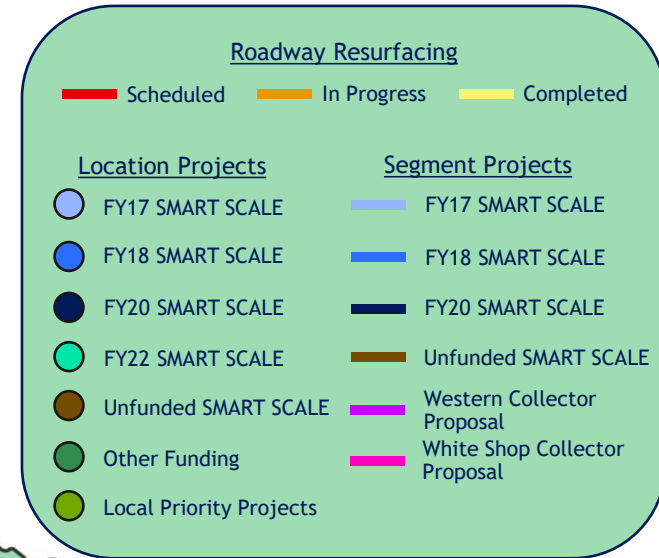 Roadway Resurfacing
Scheduled In Progress Completed
Location Projects
FY17 SMART SCALE
FY18 SMART SCALE
FY20 SMART SCALE
FY22 SMART SCALE
Unfunded SMART SCALE
Other Funding
Local Priority Projects
Segment Projects
FY17 SMART SCALE
FY18 SMART SCALE
FY20 SMART SCALE
Unfunded SMART SCALE
Western Collector
Proposal
White Shop Collector
Proposal